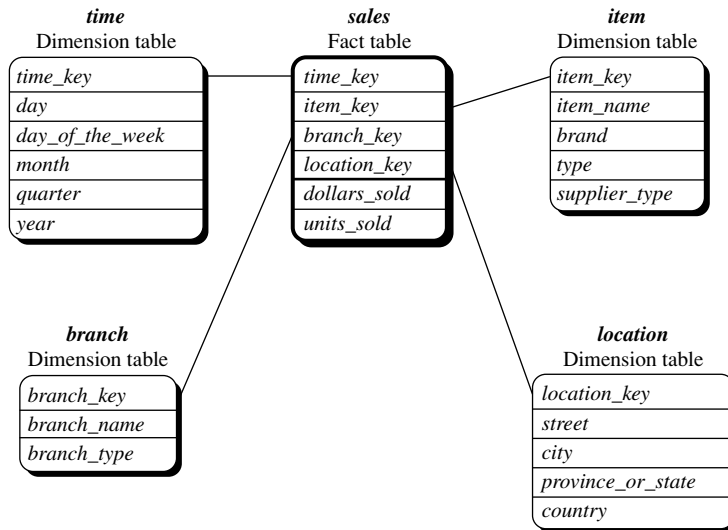 time
Dimension table
time_key
day
day_of_the_week
month
quarter
year
sales
Fact table
time_key
item_key
branch_key
location_key
dollars_sold
units_sold
item
Dimension table
item_key
item_name
brand
type
supplier_type
branch
Dimension table
branch_key
branch_name
branch_type
location
Dimension table
location_key
street
city
province_or_state
country